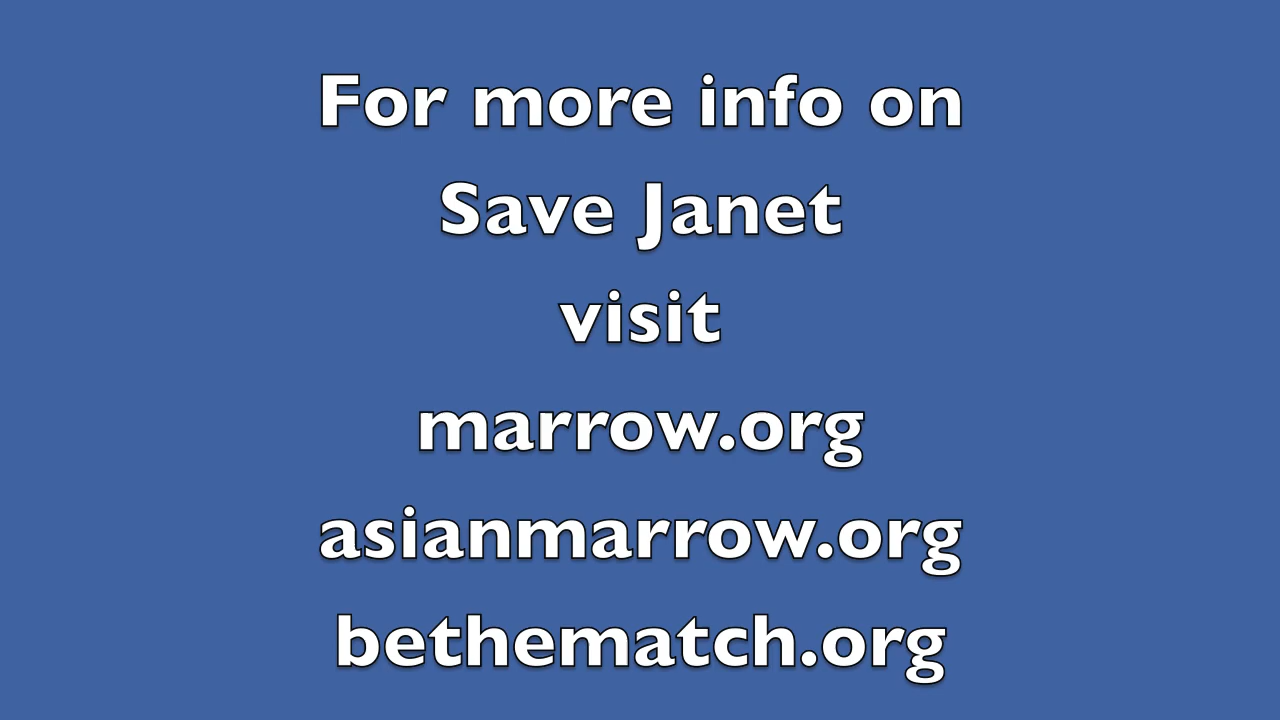 For more info on
Save Janet
visit
marrow.org
asianmarrow.org
bethematch.org